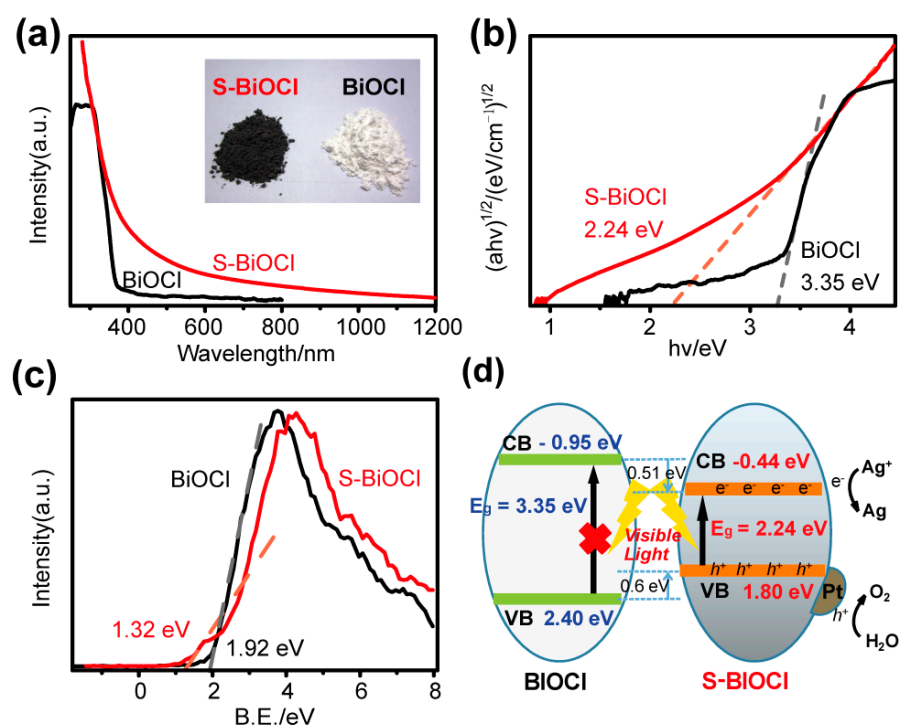 (a)
Intensity(a.u.)
S-BiOCl
BiOCl
S-BiOCl
BiOCl
400 600 800 1000 1200
Wavelength/nm
(b)
(ahv)^1/2/(eV/cm⁻¹)^1/2
S-BiOCl
2.24 eV
BiOCl
3.35 eV
1 2 3 4
hv/eV
(c)
Intensity(a.u.)
BiOCl
S-BiOCl
1.32 eV
1.92 eV
0 2 4 6 8
B.E./eV
(d)
CB - 0.95 eV
Eg = 3.35 eV
VB 2.40 eV
BIOCl
0.51 eV
Visible
Light
0.6 eV
CB -0.44 eV
e⁻ e⁻ e⁻ e⁻
Eg = 2.24 eV
h⁺ h⁺ h⁺ h⁺
VB 1.80 eV
S-BIOCl
e⁻
Ag⁺
Ag
Pt
h⁺
O₂
H₂O